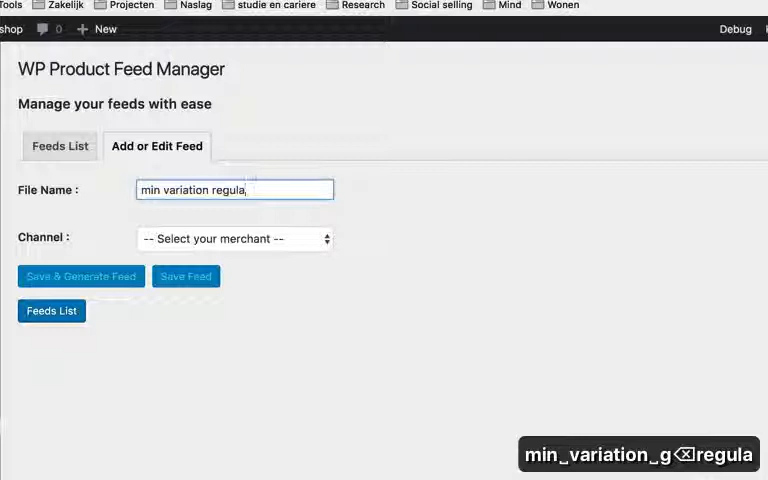 Tools Zakelijk Projecten Naslag studie en cariere Research Social selling Mind Wonen
shop 0 New Debug
WP Product Feed Manager
Manage your feeds with ease
Feeds List Add or Edit Feed
File Name : min variation regula
Channel : -- Select your merchant --
Save & Generate Feed Save Feed
Feeds List
min␣variation␣g⌫regula